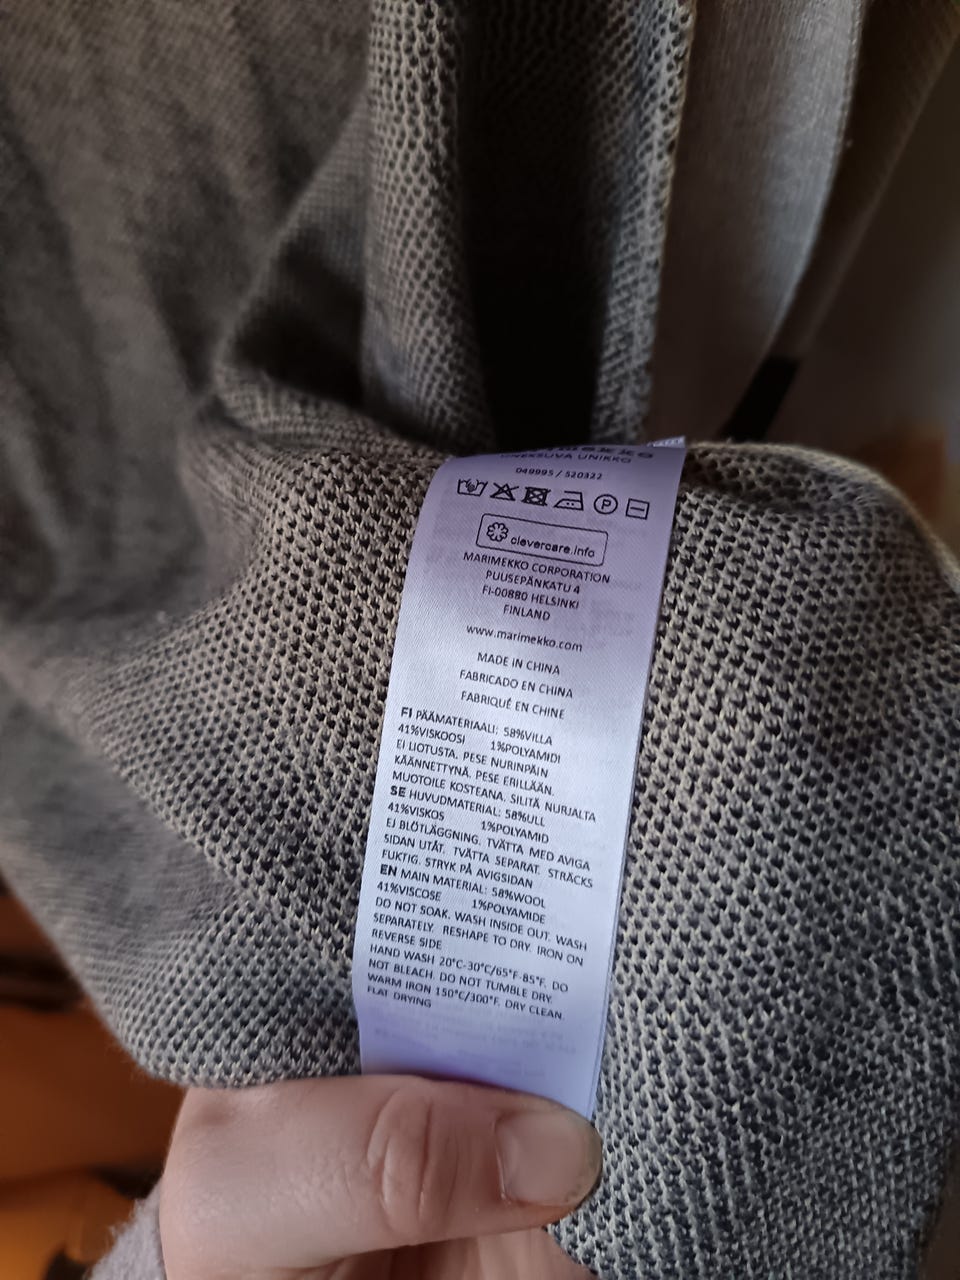 UNIKKO
049995 / 520322
P
clevercare.info
MARIMEKKO CORPORATION
PUUSEPÄNKATU 4
FI-00880 HELSINKI
FINLAND
www.marimekko.com
MADE IN CHINA
FABRICADO EN CHINA
FABRIQUÉ EN CHINE
FI PÄÄMATERIAALI: 58%VILLA
41%VISKOOSI 1%POLYAMIDI
EI LIOTUSTA. PESE NURINPÄIN
KÄÄNNETTYNÄ. PESE ERILLÄÄN.
MUOTOILE KOSTEANA. SILITÄ NURJALTA
SE HUVUDMATERIAL: 58%ULL
41%VISKOS 1%POLYAMID
EJ BLÖTLÄGGNING. TVÄTTA MED AVIGA
SIDAN UTÅT. TVÄTTA SEPARAT. STRÄCKS
FUKTIG. STRYK PÅ AVIGSIDAN
EN MAIN MATERIAL: 58%WOOL
41%VISCOSE 1%POLYAMIDE
DO NOT SOAK. WASH INSIDE OUT. WASH
SEPARATELY. RESHAPE TO DRY. IRON ON
REVERSE SIDE
HAND WASH 20°C-30°C/65°F-85°F. DO
NOT BLEACH. DO NOT TUMBLE DRY.
WARM IRON 150°C/300°F. DRY CLEAN.
FLAT DRYING